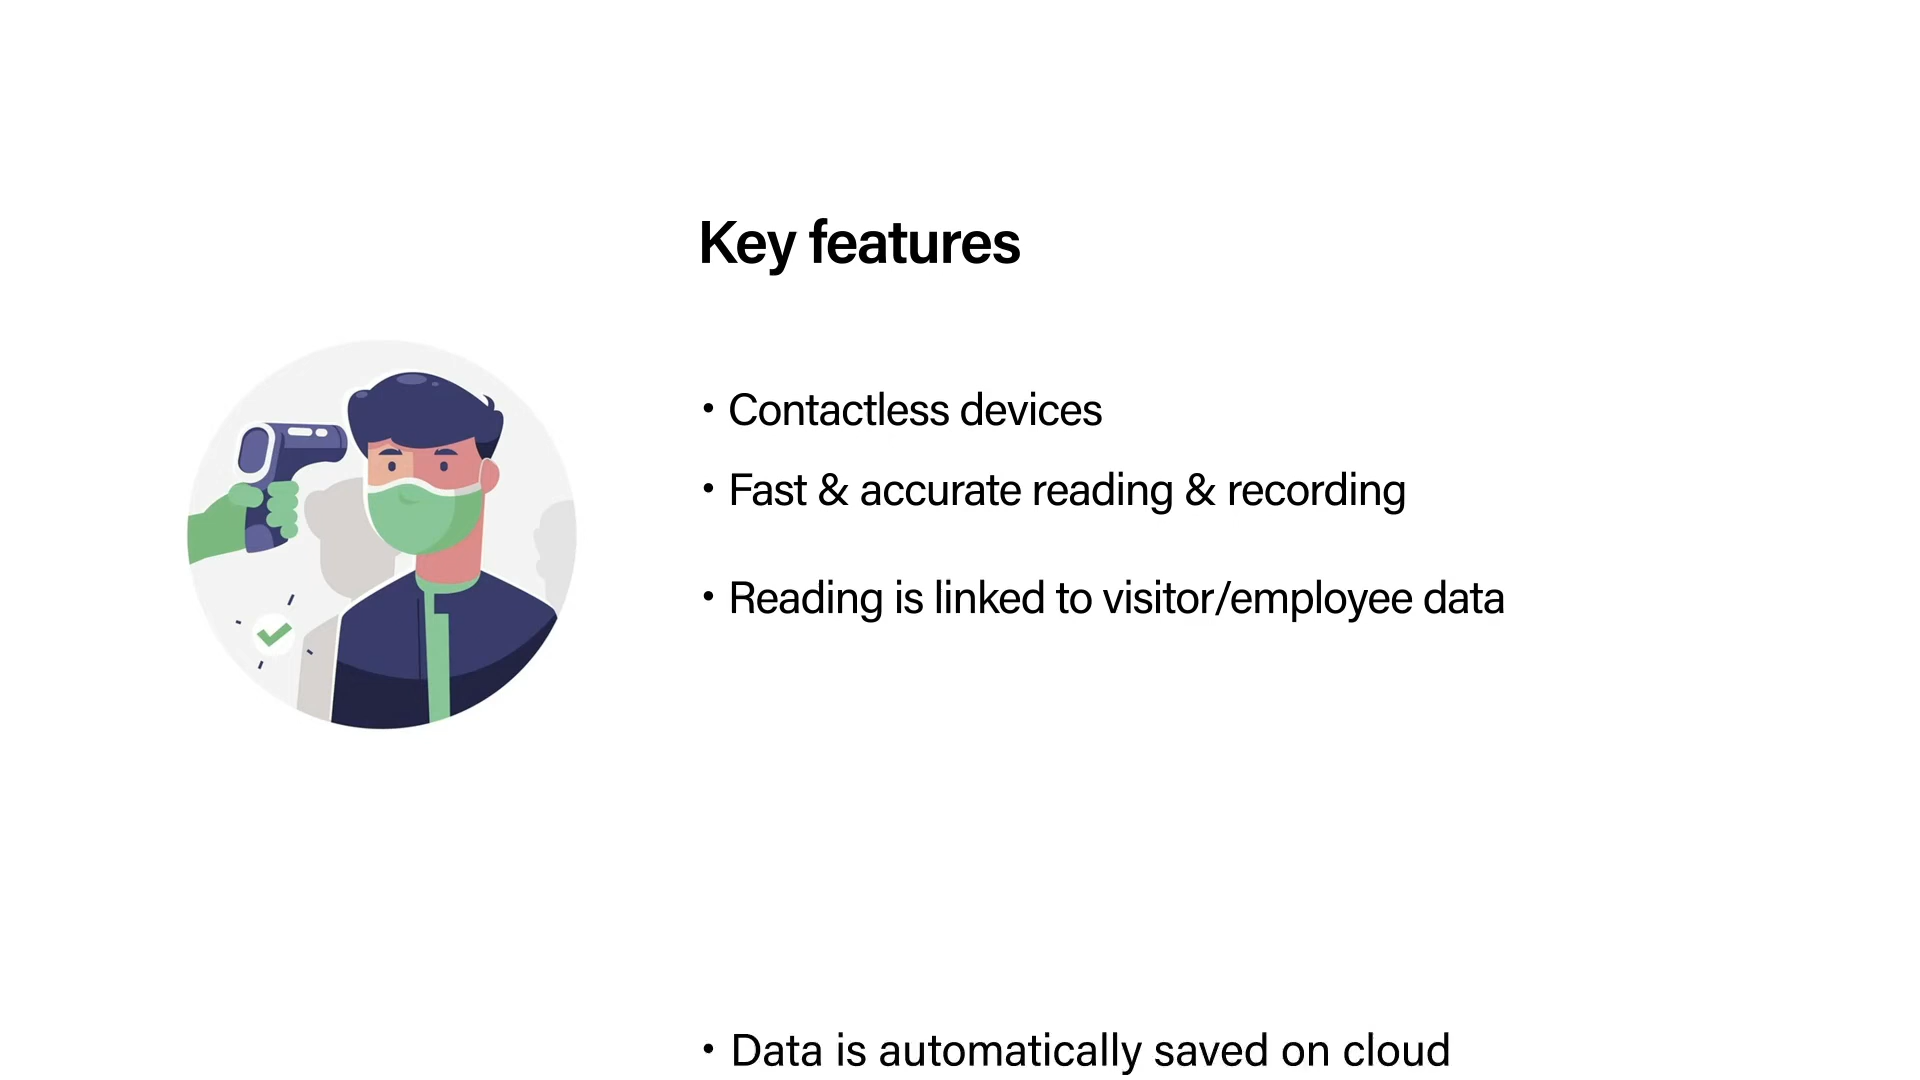 Key features
• Contactless devices
• Fast & accurate reading & recording
• Reading is linked to visitor/employee data
• Data is automatically saved on cloud